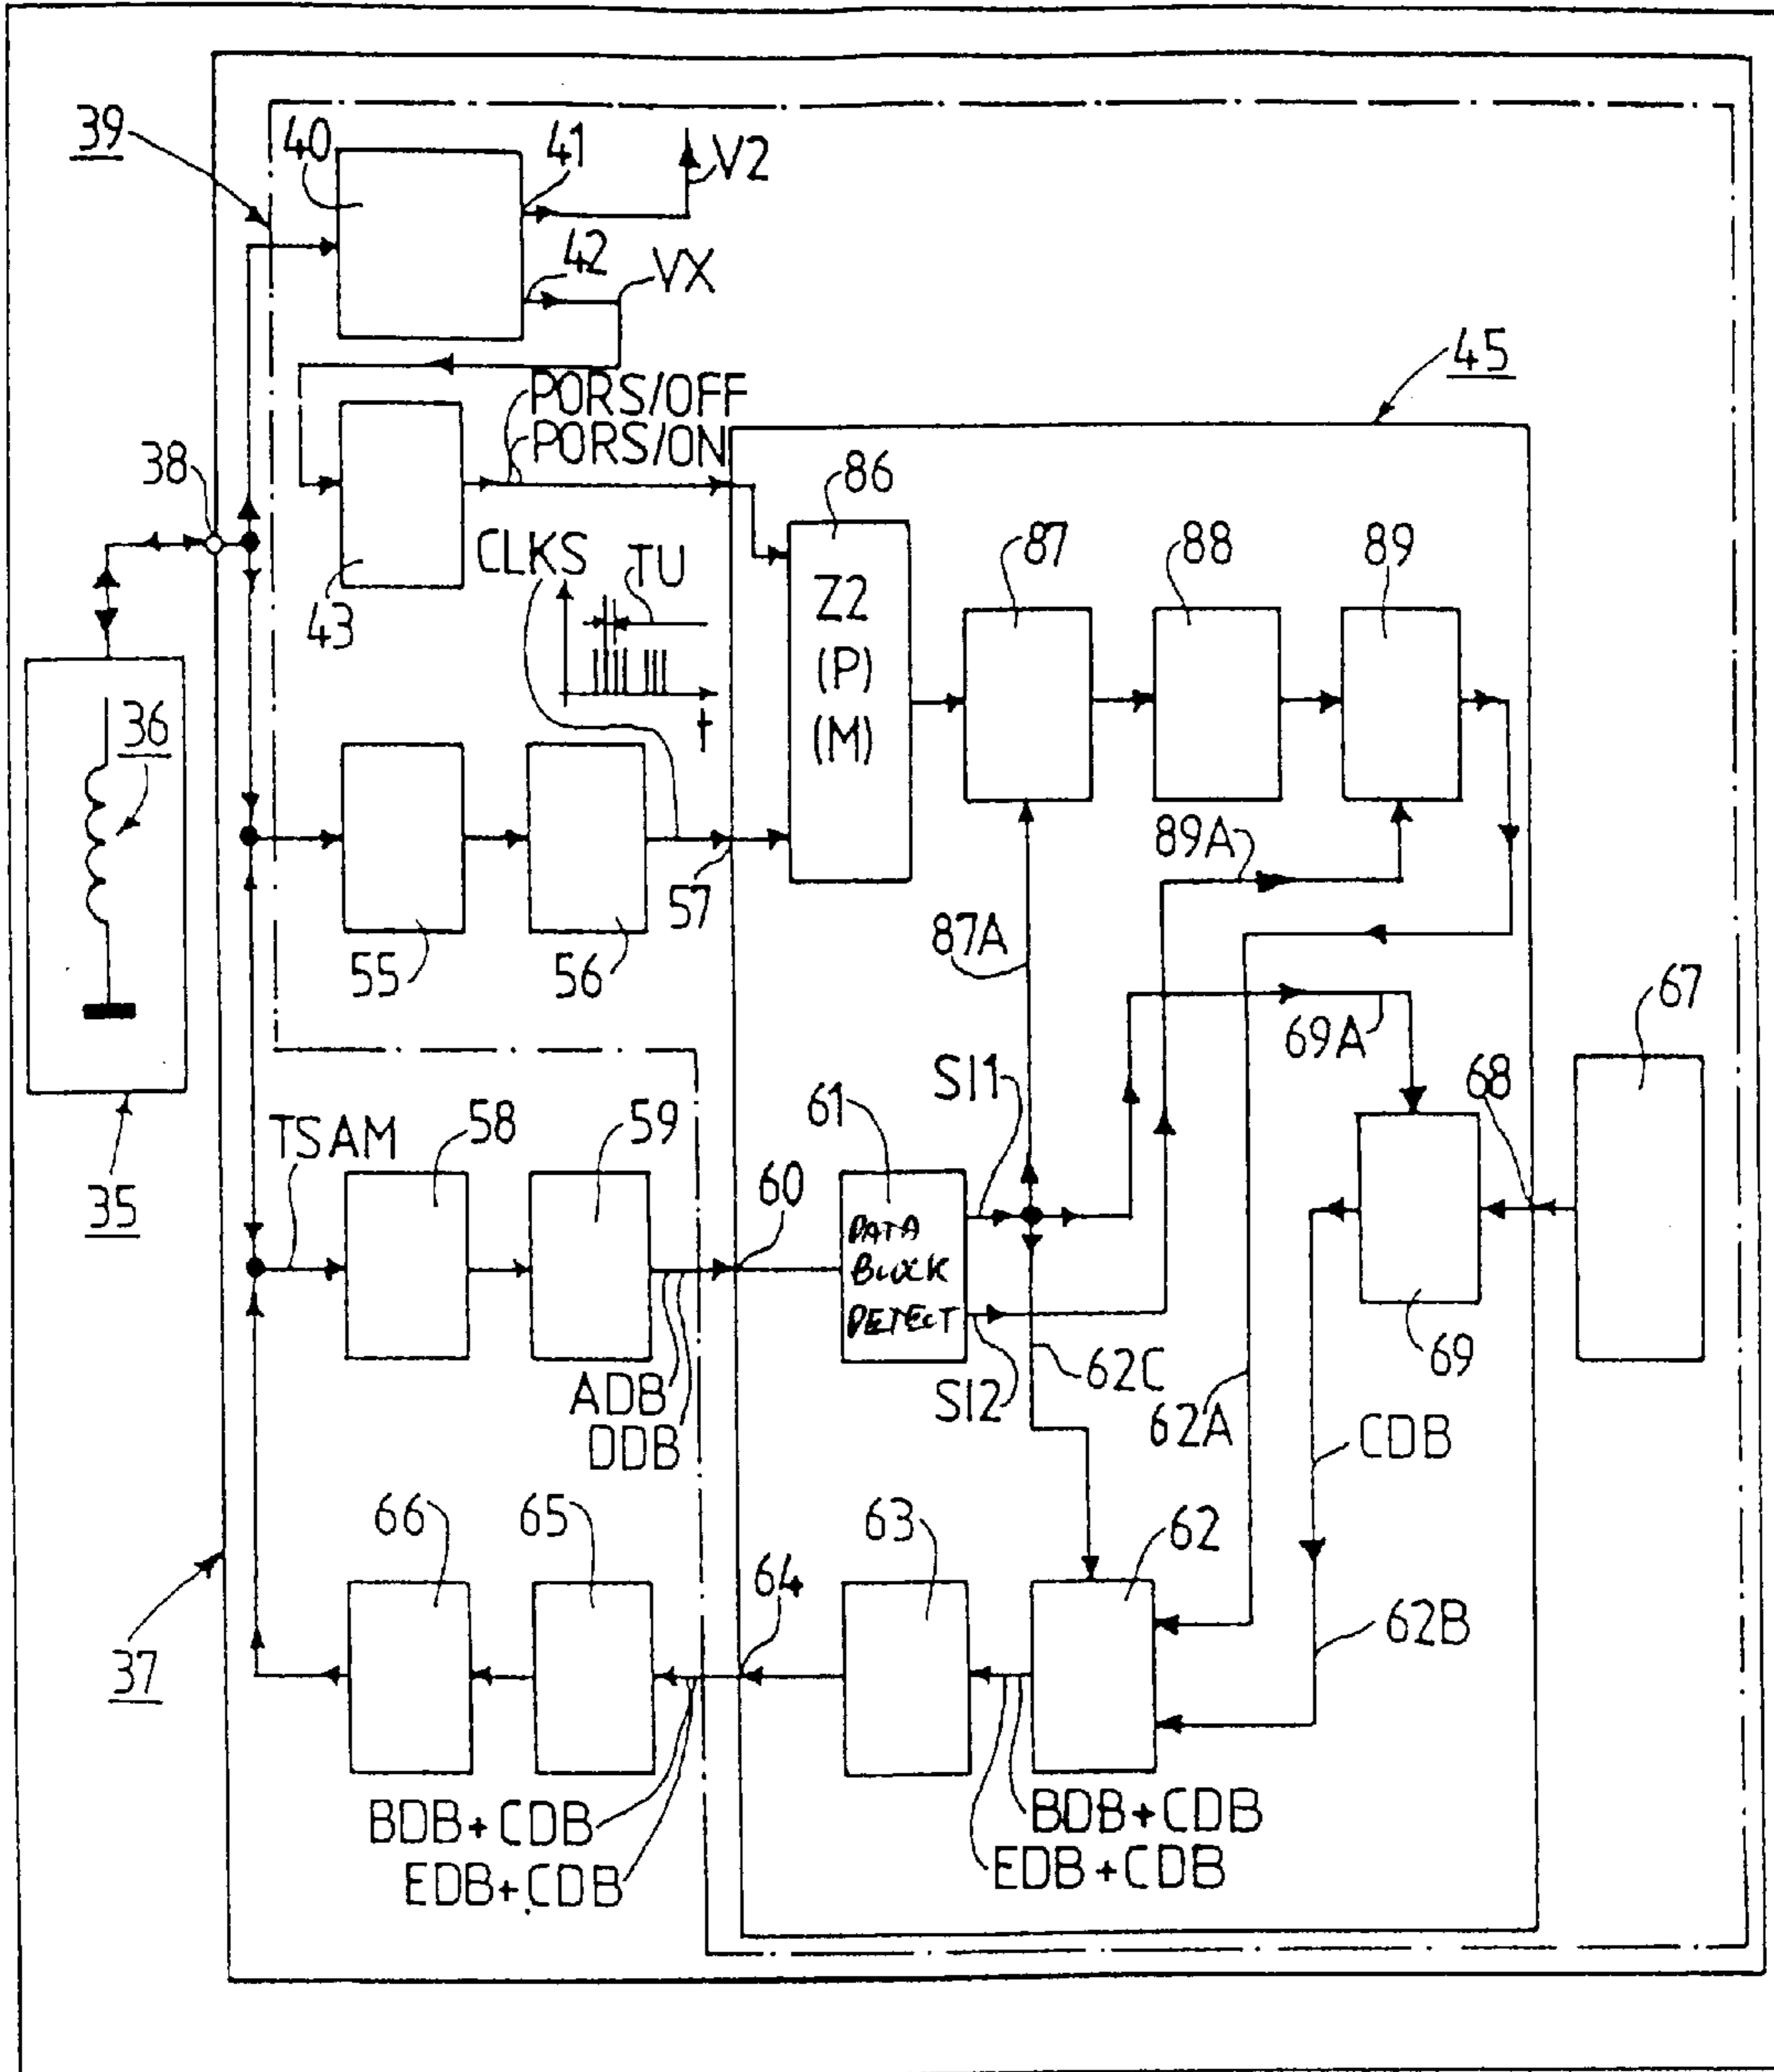 39
40
41
V2
42
VX
45
PORS/OFF
PORS/ON
38
86
CLKS
TU
87
88
89
43
Z2
(P)
(M)
t
36
89A
57
55
56
87A
67
69A
SI1
68
61
TSAM
58
59
60
35
DATA
BLOCK
DETECT
69
ADB
DDB
SI2
62C
62A
CDB
66
65
63
62
64
62B
37
BDB+CDB
EDB+CDB
BDB+CDB
EDB+CDB